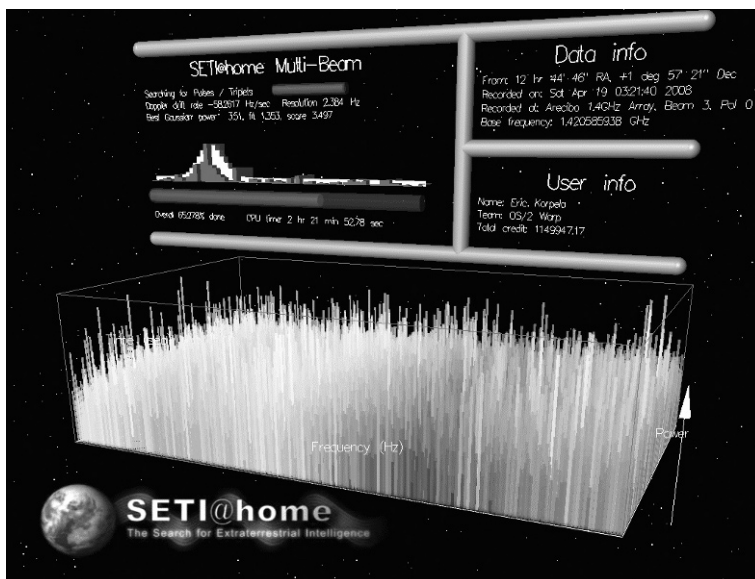 SETI@home Multi-Beam
Searching for Pulses / Triplets
Doppler drift rate -58.2617 Hz/sec Resolution 2.384 Hz
Best Gaussian power: 3.51, fit 1.353, score 3.497
Overall 65.278% done CPU time: 2 hr 21 min 52.78 sec
Data info
From: 12 hr 44' 46" RA, +1 deg 57' 21" Dec
Recorded on: Sat Apr 19 03:21:40 2008
Recorded at: Arecibo 1.4GHz Array, Beam 3, Pol 0
Base frequency: 1.420585938 GHz
User info
Name: Eric Korpela
Team: OS/2 Warp
Total credit: 1149947.17
Time (sec)
Frequency (Hz)
Power
SETI@home
The Search for Extraterrestrial Intelligence